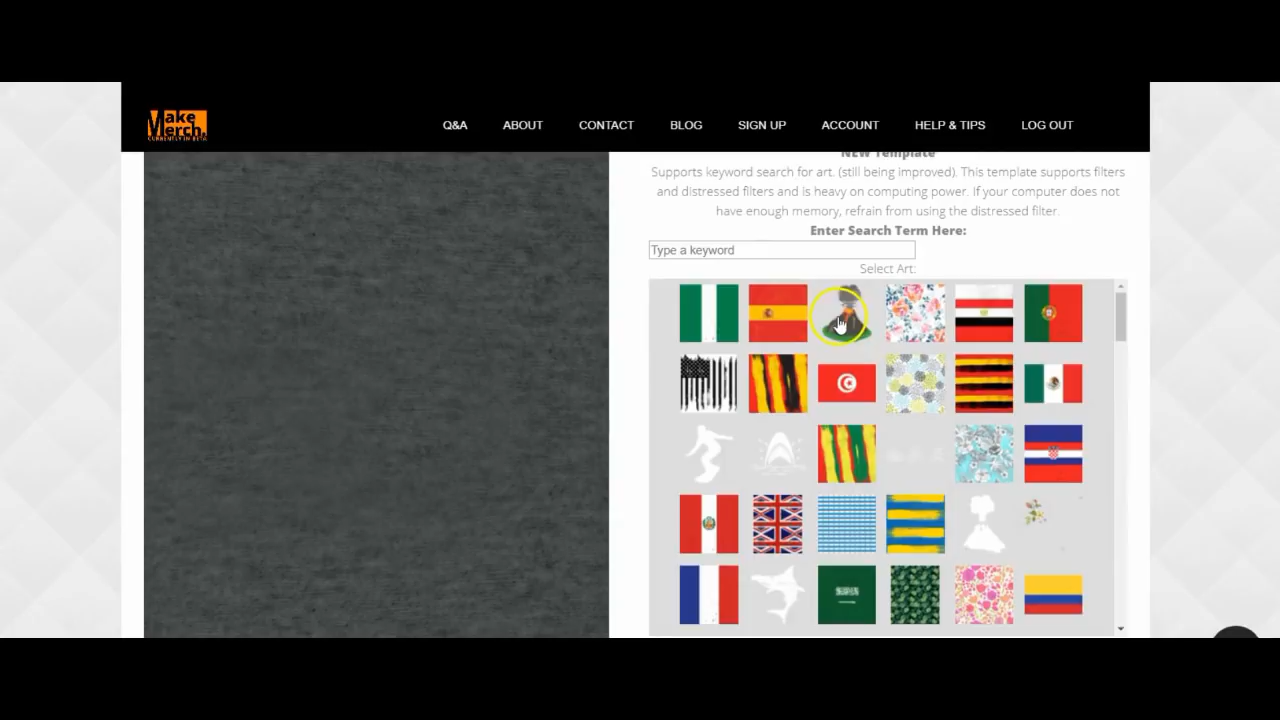 Make
Merch.
CURRENTLY IN BETA
Q&A ABOUT CONTACT BLOG SIGN UP ACCOUNT HELP & TIPS LOG OUT
NEW Template
Supports keyword search for art. (still being improved). This template supports filters
and distressed filters and is heavy on computing power. If your computer does not
have enough memory, refrain from using the distressed filter.
Enter Search Term Here:
Type a keyword
Select Art: